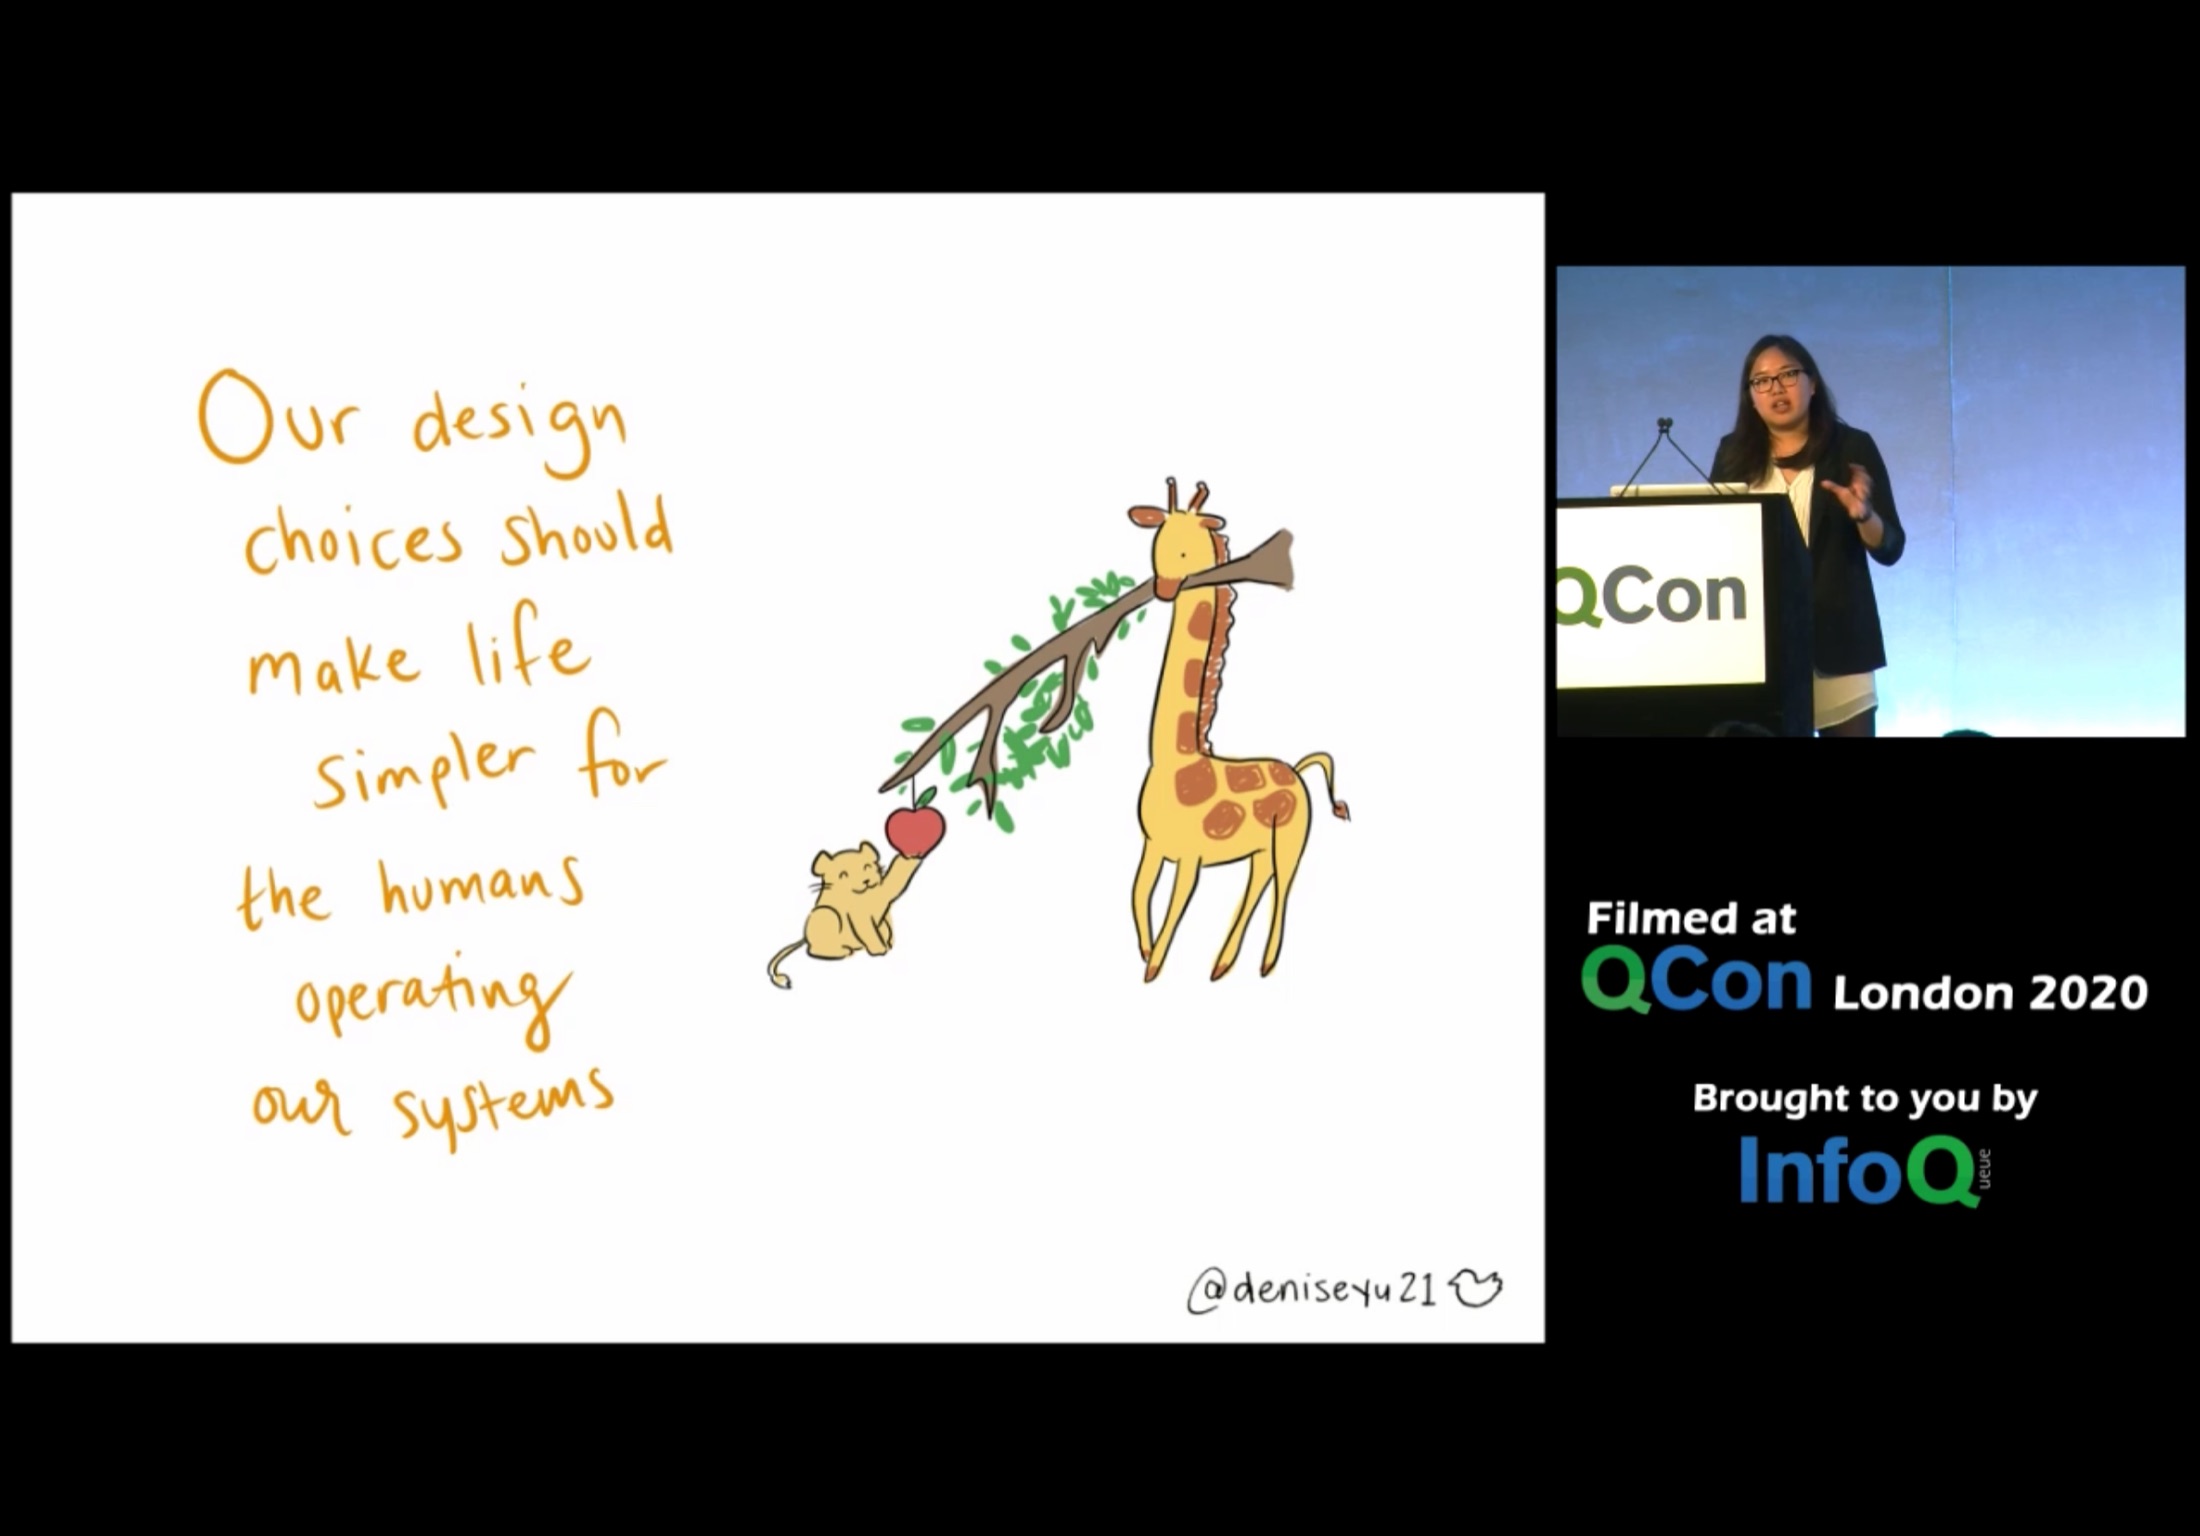 Our design
choices should
make life
simpler for
the humans
operating
our systems
@deniseyu21
QCon
Filmed at
QCon London 2020
Brought to you by
InfoQ
ueue